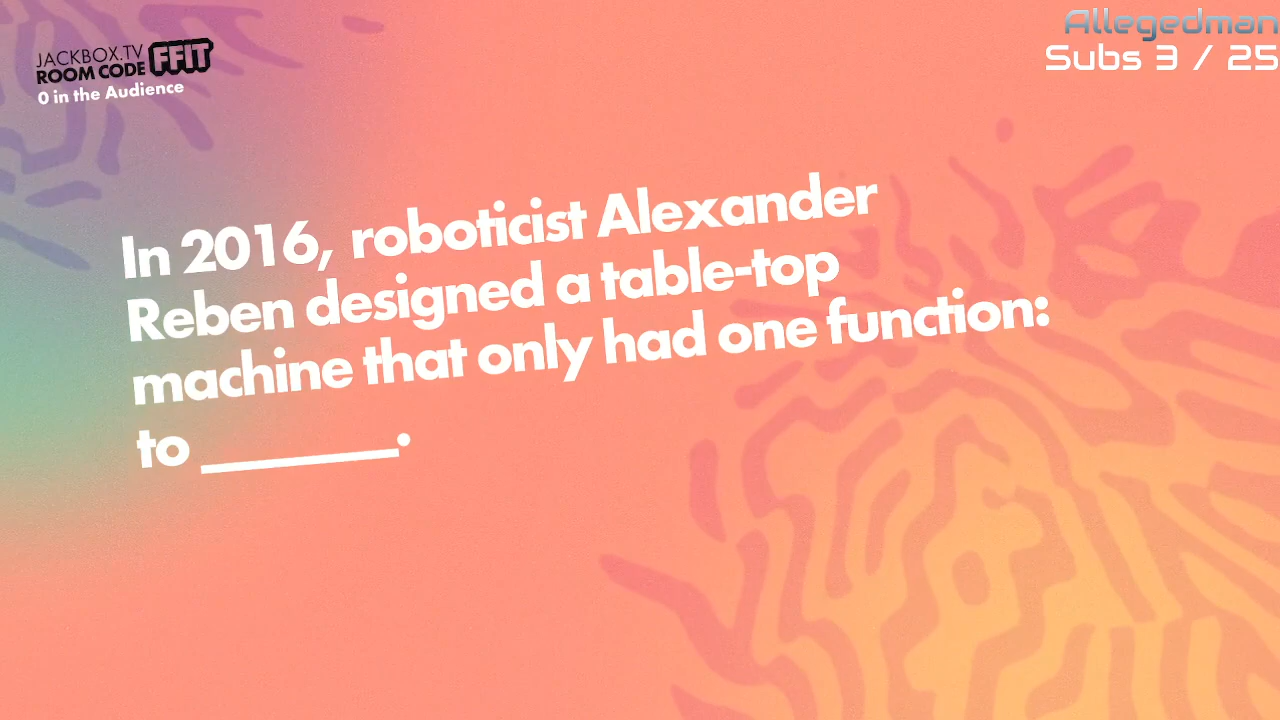 JACKBOX.TV
ROOM CODE FFIT
0 in the Audience
Allegedman
Subs 3 / 25
In 2016, roboticist Alexander
Reben designed a table-top
machine that only had one function:
to ________.